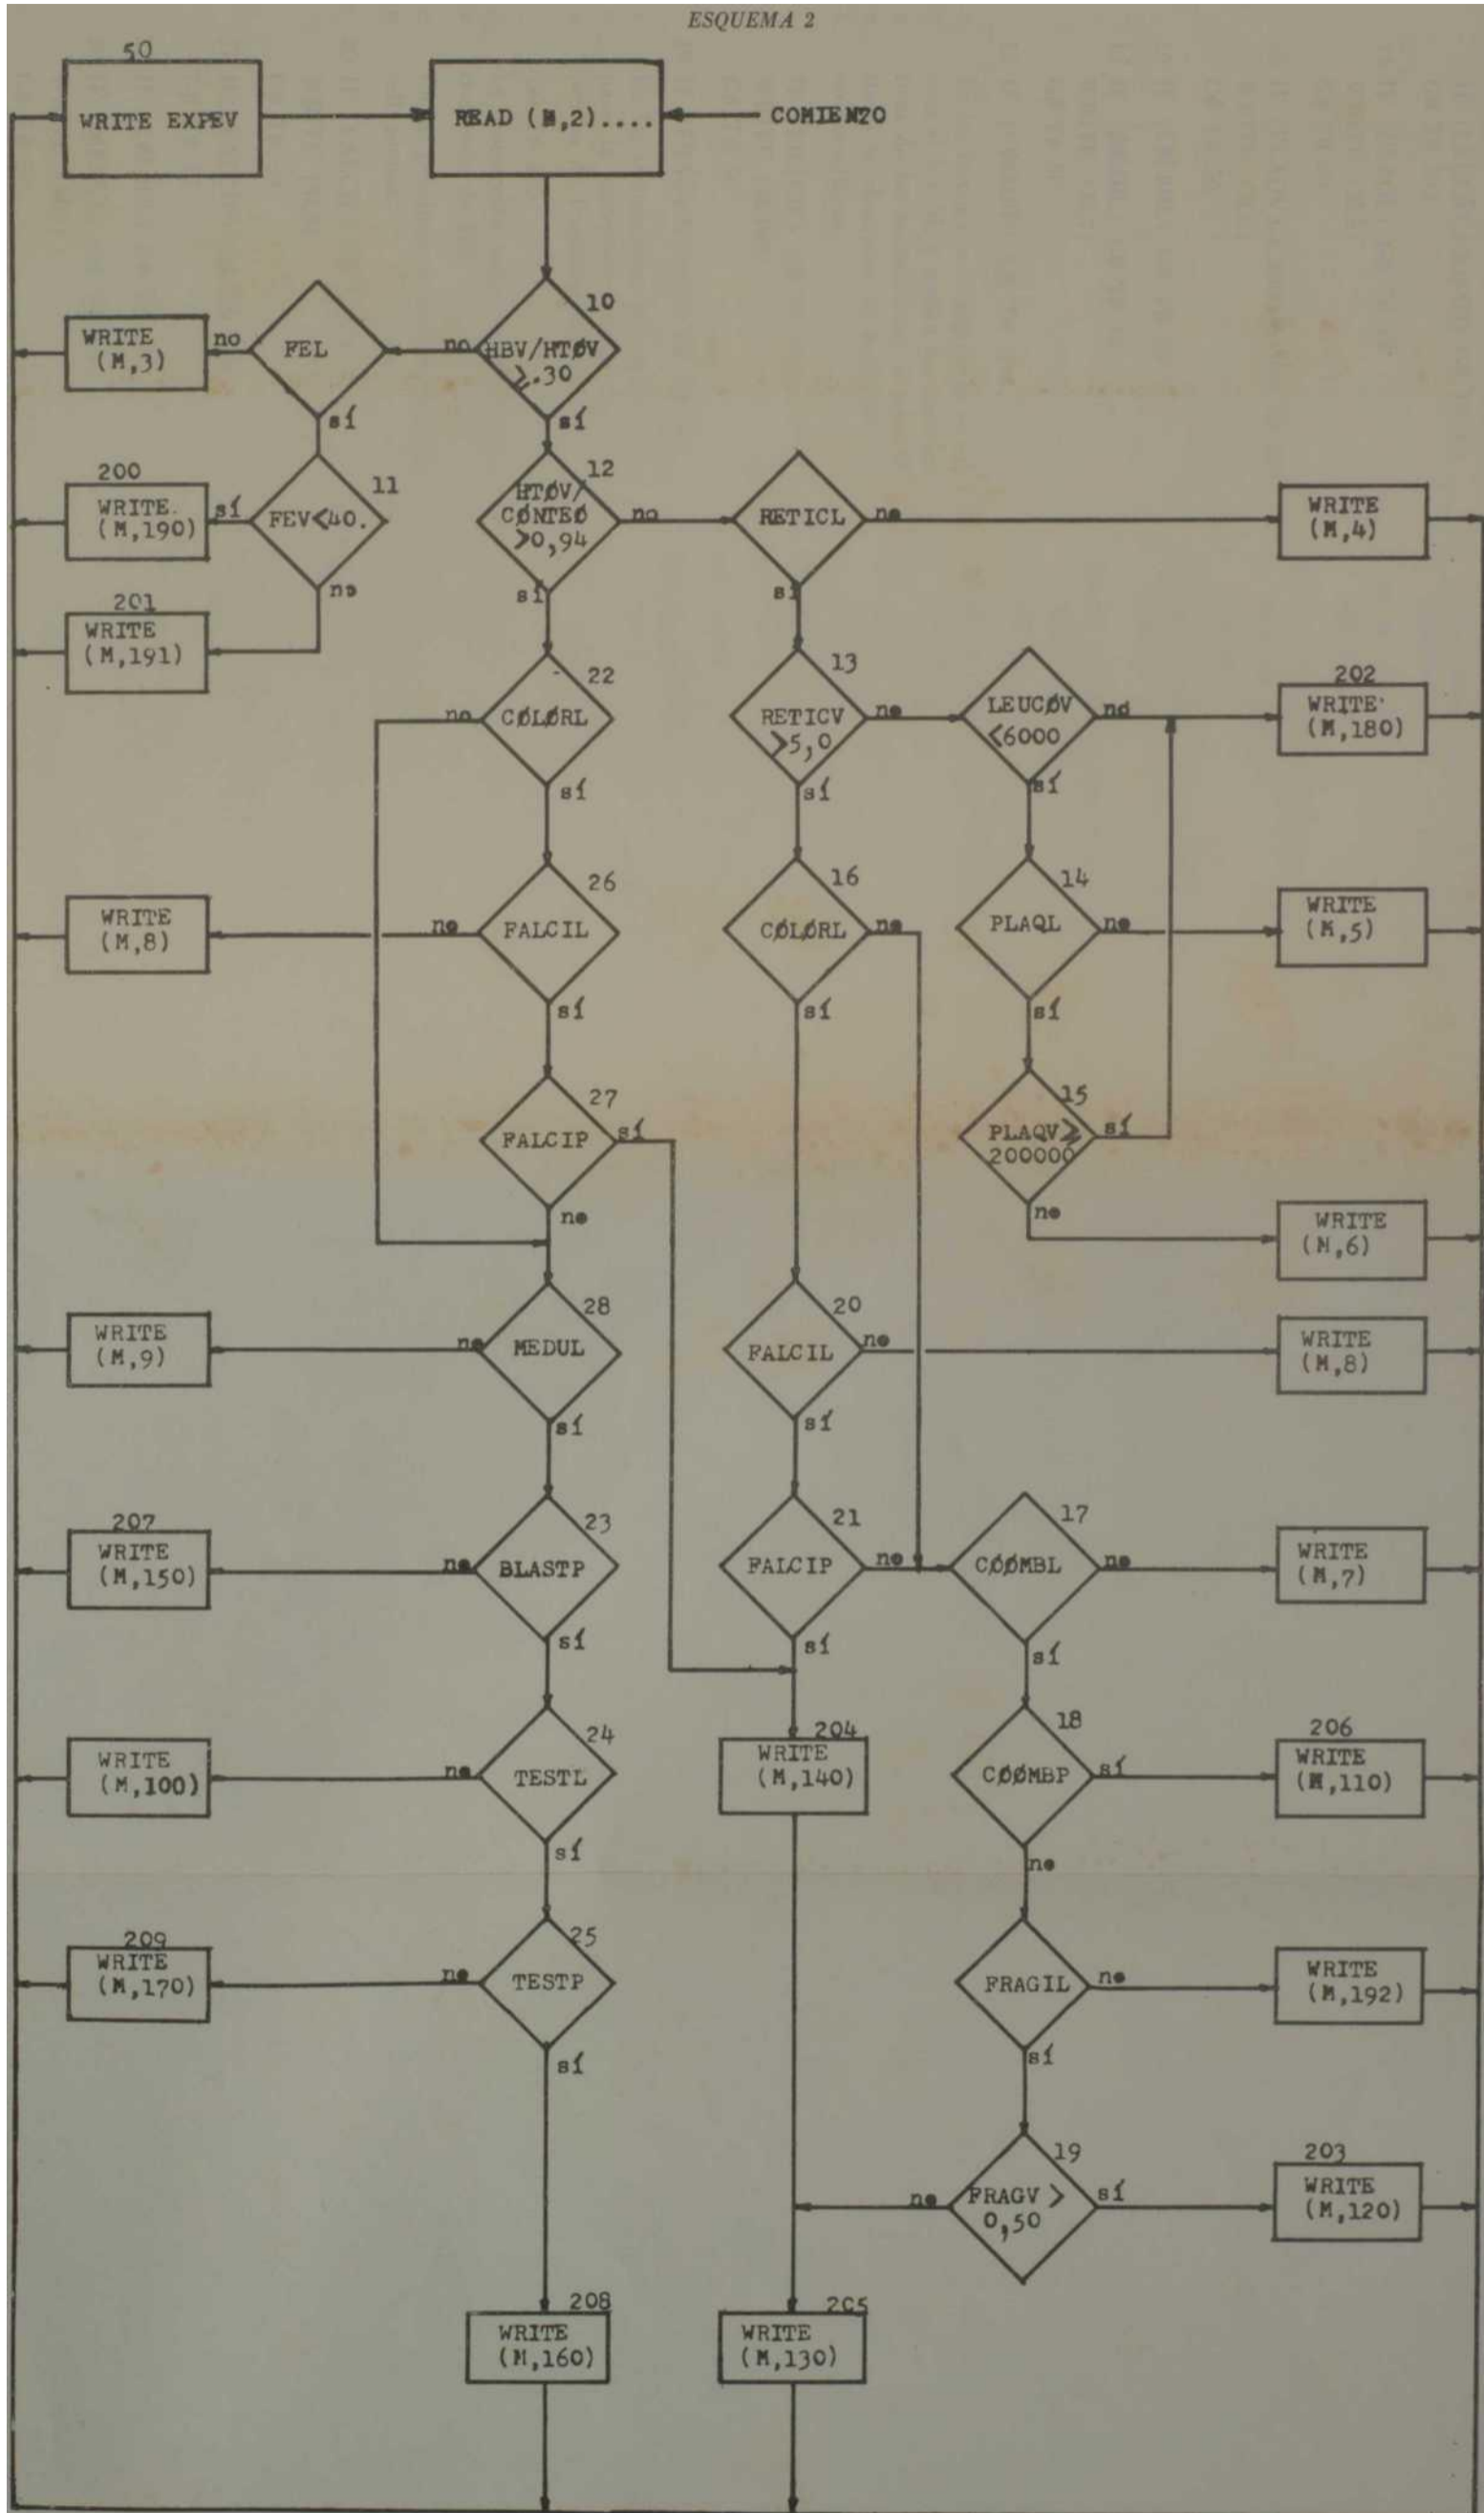 ESQUEMA 2
50
WRITE EXPEV
READ (M,2)....
COMIENZO
10
HBV/HTØV
≥.30
no
sí
FEL
no
sí
WRITE
(M,3)
200
WRITE.
(M,190)
sí
11
FEV<40.
no
201
WRITE
(M,191)
12
HTØV/
CØNTEØ
>0,94
no
sí
RETICL
no
sí
WRITE
(M,4)
22
CØLØRL
no
sí
13
RETICV
>5,0
no
sí
LEUCØV
<6000
no
sí
202
WRITE
(M,180)
WRITE
(M,8)
no
26
FALCIL
sí
16
CØLØRL
no
sí
14
PLAQL
no
sí
WRITE
(M,5)
27
FALCIP
sí
no
15
PLAQV≥
200000
sí
no
WRITE
(M,6)
WRITE
(M,9)
no
28
MEDUL
sí
20
FALCIL
no
sí
WRITE
(M,8)
207
WRITE
(M,150)
no
23
BLASTP
sí
21
FALCIP
no
sí
17
CØØMBL
no
sí
WRITE
(M,7)
WRITE
(M,100)
no
24
TESTL
sí
204
WRITE
(M,140)
18
CØØMBP
sí
no
206
WRITE
(M,110)
209
WRITE
(M,170)
no
25
TESTP
sí
FRAGIL
no
sí
WRITE
(M,192)
19
FRAGV >
0,50
no
sí
203
WRITE
(M,120)
208
WRITE
(M,160)
205
WRITE
(M,130)